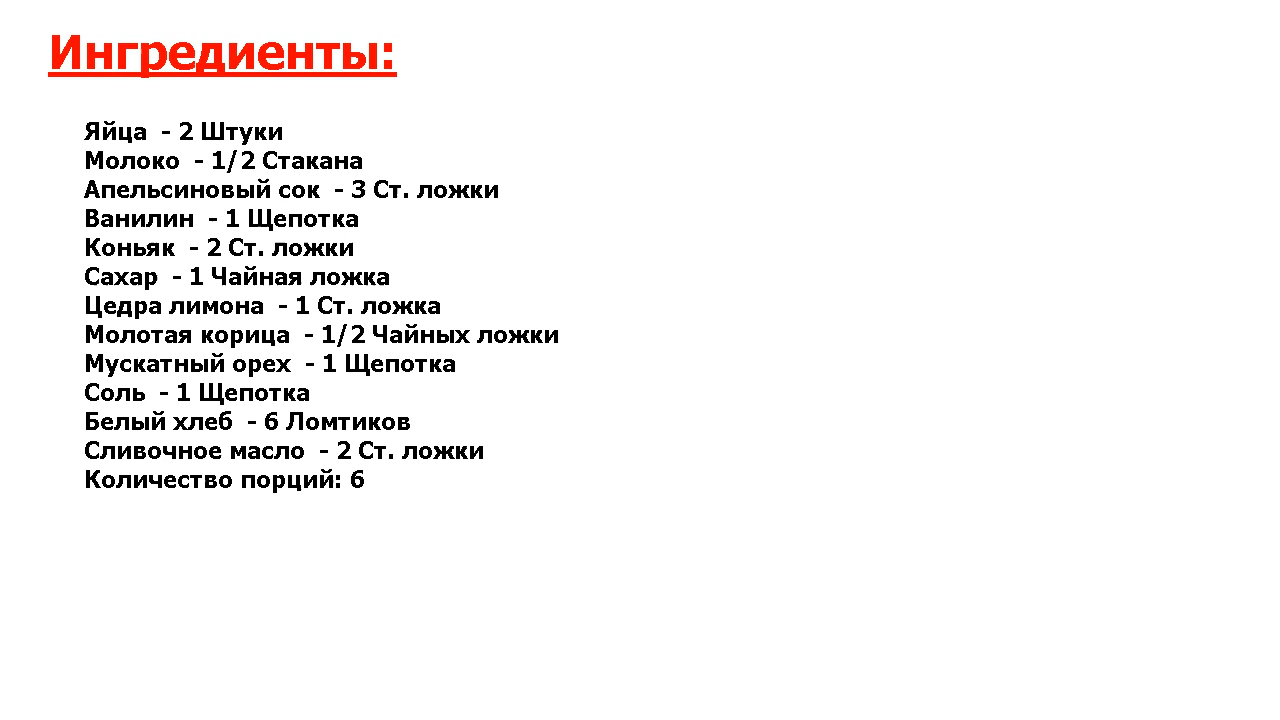 Ингредиенты:
Яйца - 2 Штуки
Молоко - 1/2 Стакана
Апельсиновый сок - 3 Ст. ложки
Ванилин - 1 Щепотка
Коньяк - 2 Ст. ложки
Сахар - 1 Чайная ложка
Цедра лимона - 1 Ст. ложка
Молотая корица - 1/2 Чайных ложки
Мускатный орех - 1 Щепотка
Соль - 1 Щепотка
Белый хлеб - 6 Ломтиков
Сливочное масло - 2 Ст. ложки
Количество порций: 6